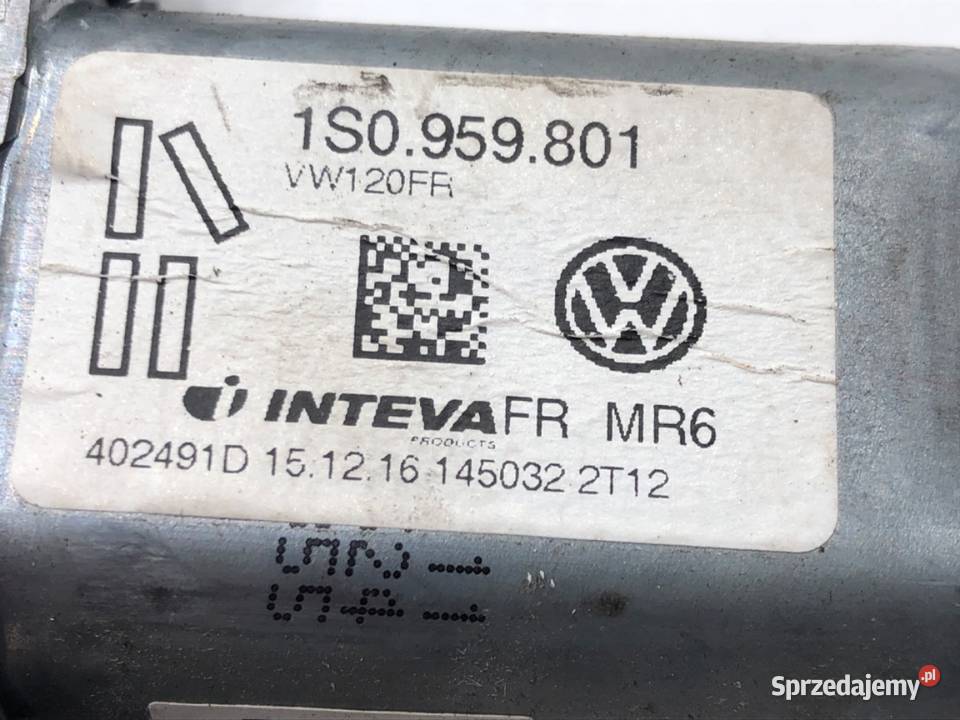 1S0.959.801
VW120FR
INTEVA FR MR6
PRODUCTS
402491D 15.12.16 145032 2T12
Sprzedajemy.pl